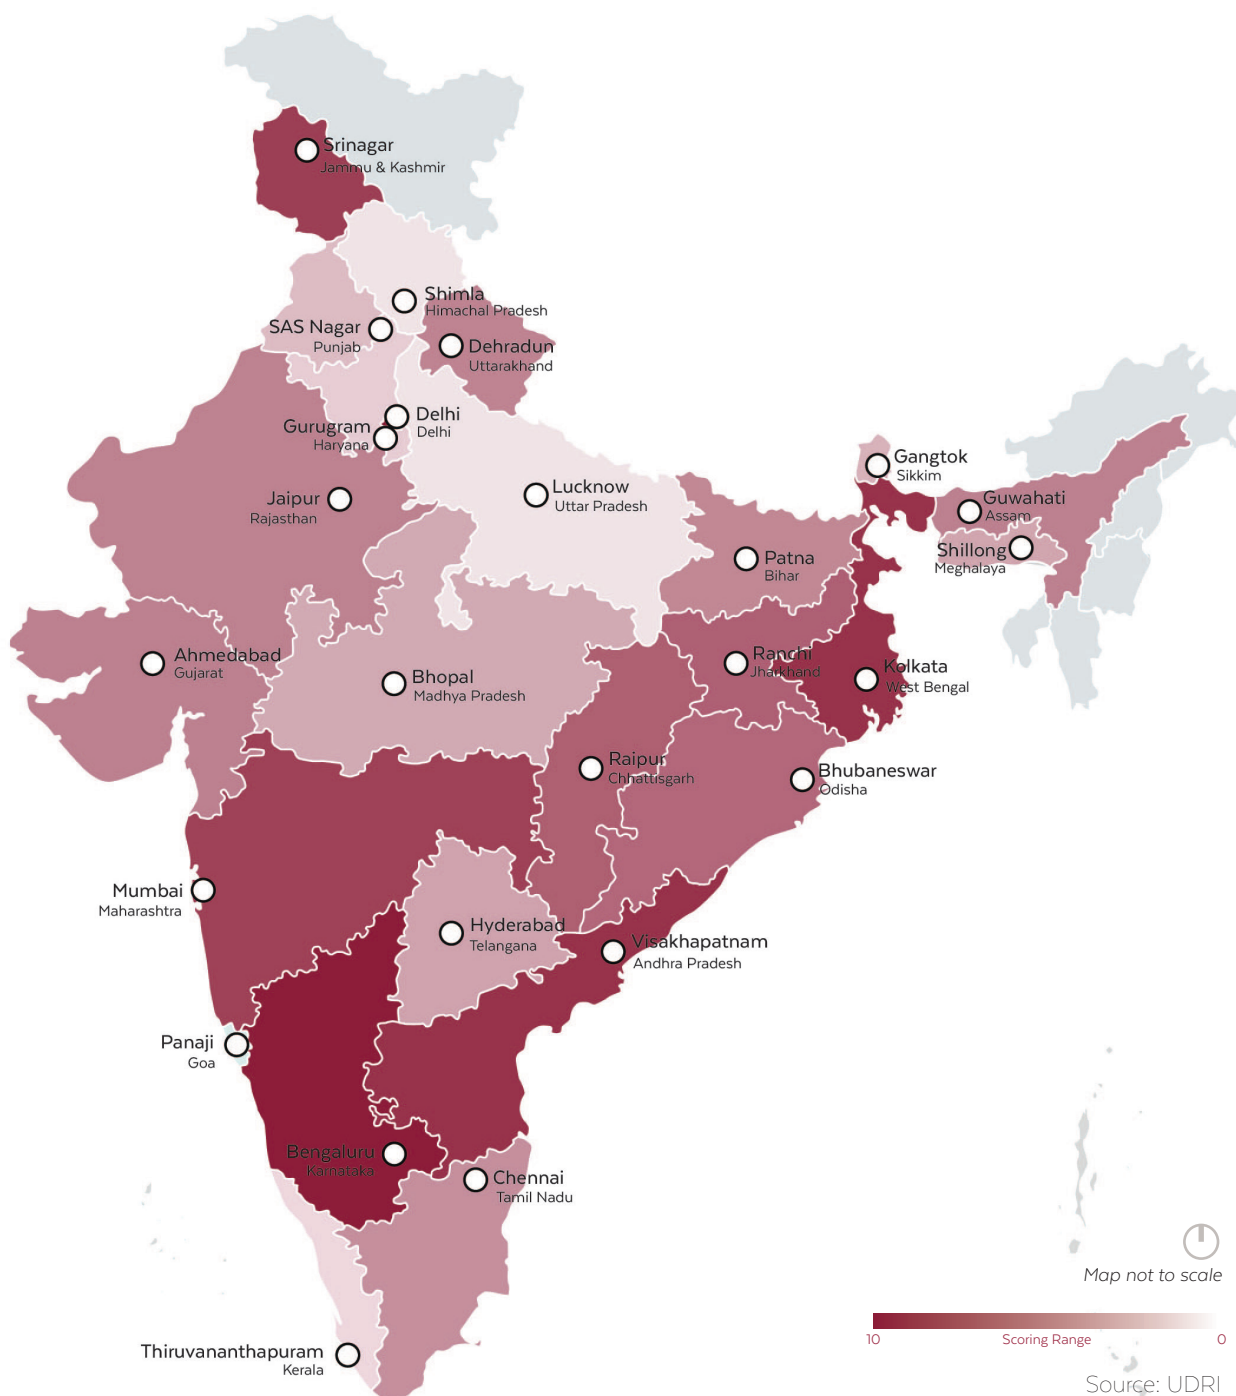 Srinagar
Jammu & Kashmir
Shimla
Himachal Pradesh
SAS Nagar
Punjab
Dehradun
Uttarakhand
Delhi
Delhi
Gurugram
Haryana
Gangtok
Sikkim
Lucknow
Uttar Pradesh
Jaipur
Rajasthan
Guwahati
Assam
Shillong
Meghalaya
Patna
Bihar
Ahmedabad
Gujarat
Ranchi
Jharkhand
Kolkata
West Bengal
Bhopal
Madhya Pradesh
Raipur
Chhattisgarh
Bhubaneswar
Odisha
Mumbai
Maharashtra
Hyderabad
Telangana
Visakhapatnam
Andhra Pradesh
Panaji
Goa
Bengaluru
Karnataka
Chennai
Tamil Nadu
Map not to scale
10 Scoring Range 0
Thiruvananthapuram
Kerala
Source: UDRI